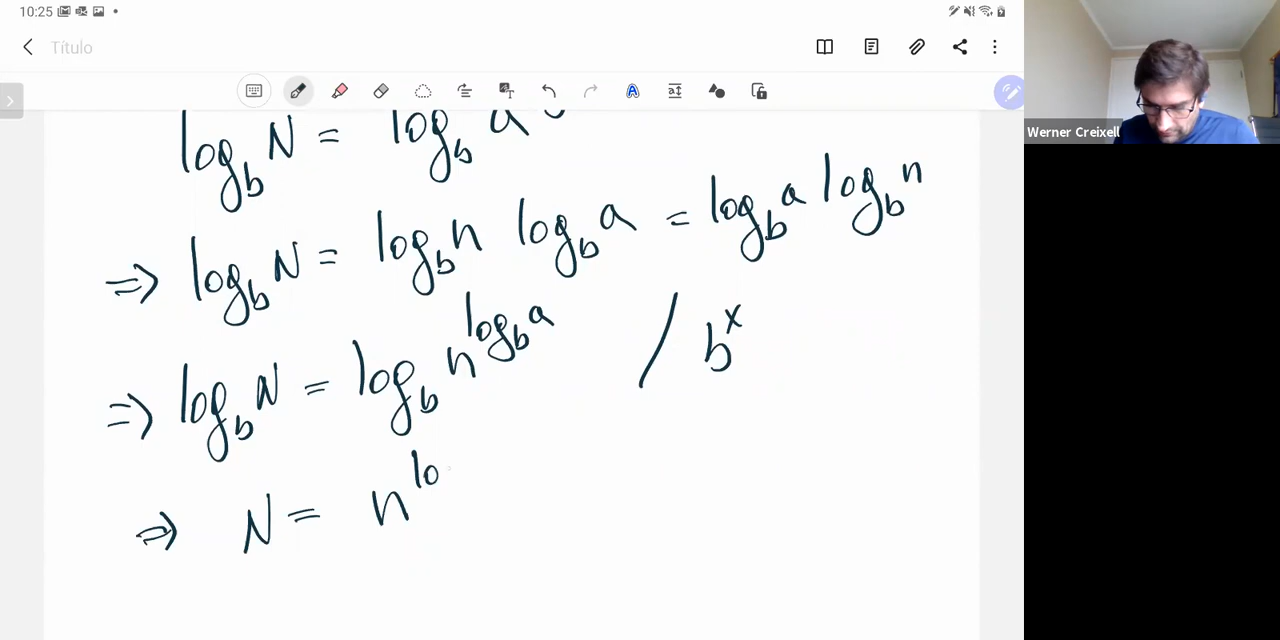 10:25
Título
log_b N = log_b a
=> log_b N = log_b n log_b a = log_b a log_b n
=> log_b N = log_b n^{log_b a} / b^x
=> N = n^{lo
Werner Creixell